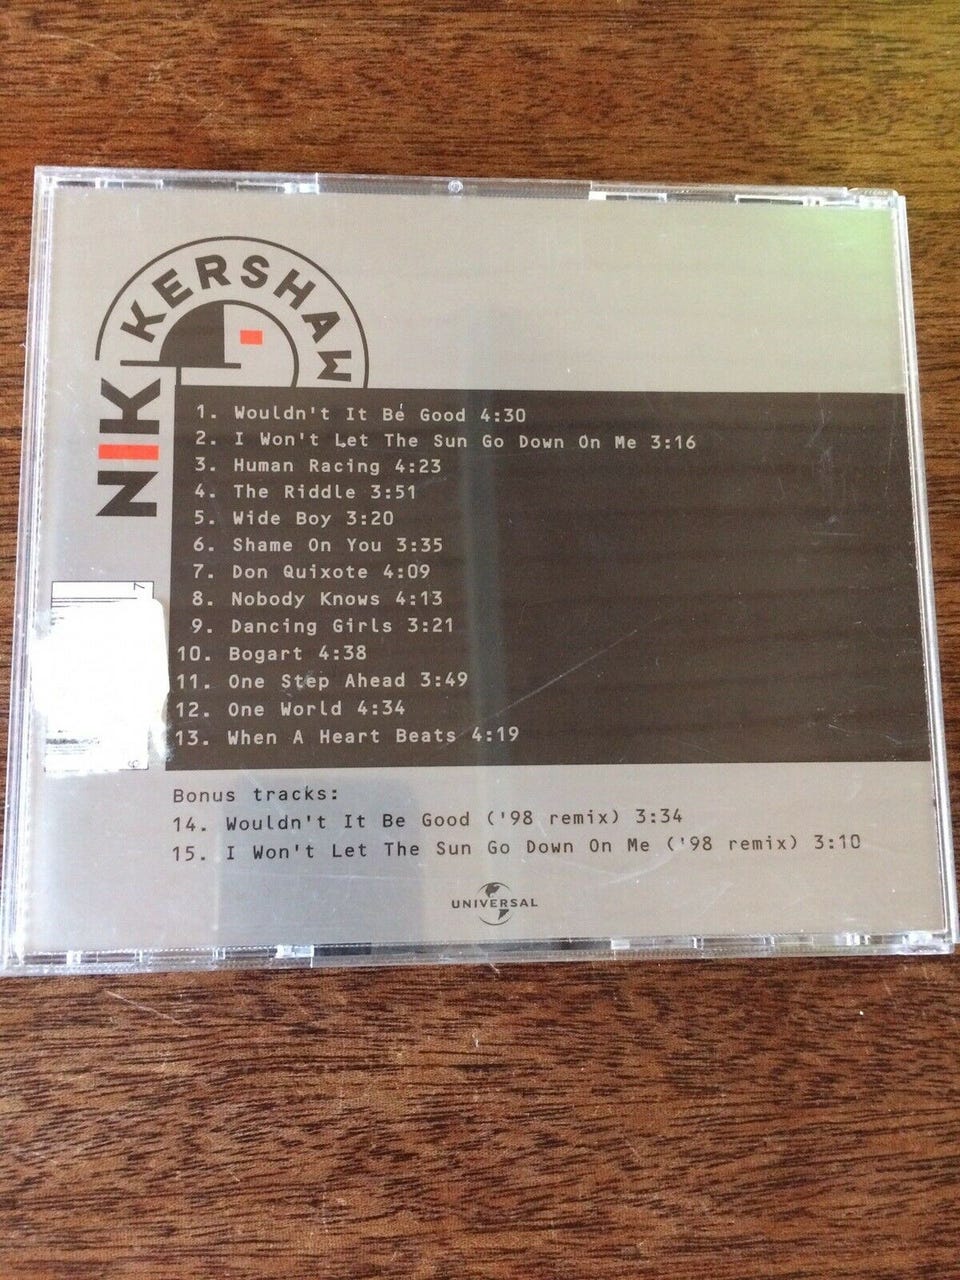 NIK KERSHAW
1. Wouldn't It Be Good 4:30
2. I Won't Let The Sun Go Down On Me 3:16
3. Human Racing 4:23
4. The Riddle 3:51
5. Wide Boy 3:20
6. Shame On You 3:35
7. Don Quixote 4:09
8. Nobody Knows 4:13
9. Dancing Girls 3:21
10. Bogart 4:38
11. One Step Ahead 3:49
12. One World 4:34
13. When A Heart Beats 4:19
7
6
Bonus tracks:
14. Wouldn't It Be Good ('98 remix) 3:34
15. I Won't Let The Sun Go Down On Me ('98 remix) 3:10
UNIVERSAL